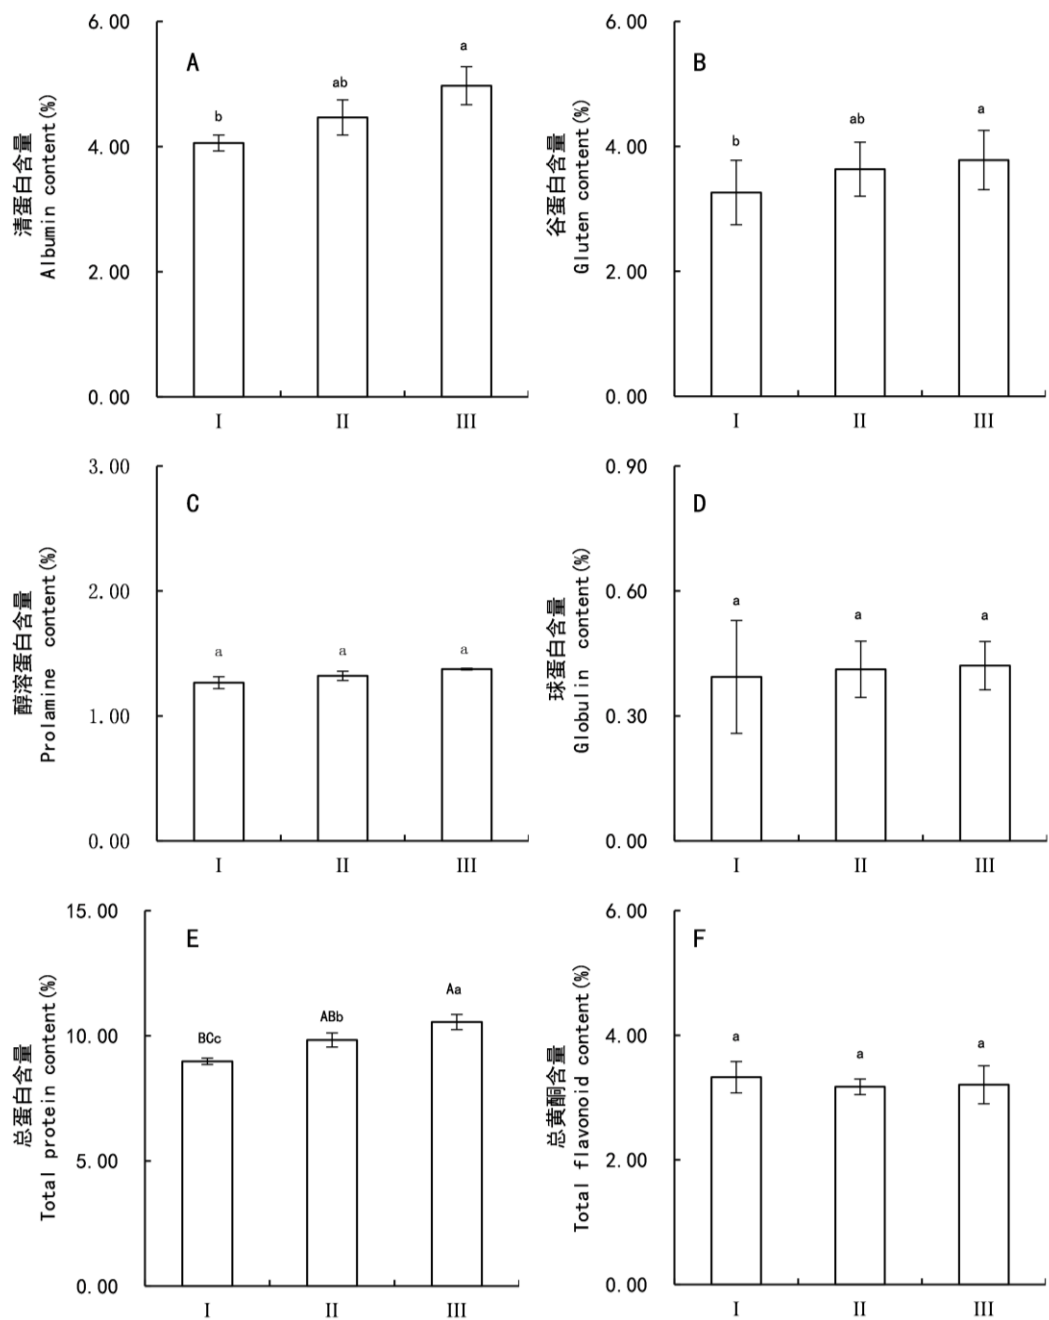 A
6.00
4.00
2.00
0.00
清蛋白含量
Albumin content(%)
b
ab
a
I
II
III
B
6.00
4.00
2.00
0.00
谷蛋白含量
Gluten content(%)
b
ab
a
I
II
III
C
3.00
2.00
1.00
0.00
醇溶蛋白含量
Prolamine content(%)
a
a
a
I
II
III
D
0.90
0.60
0.30
0.00
球蛋白含量
Globulin content(%)
a
a
a
I
II
III
E
15.00
10.00
5.00
0.00
总蛋白含量
Total protein content(%)
BCc
ABb
Aa
I
II
III
F
6.00
4.00
2.00
0.00
总黄酮含量
Total flavonoid content(%)
a
a
a
I
II
III